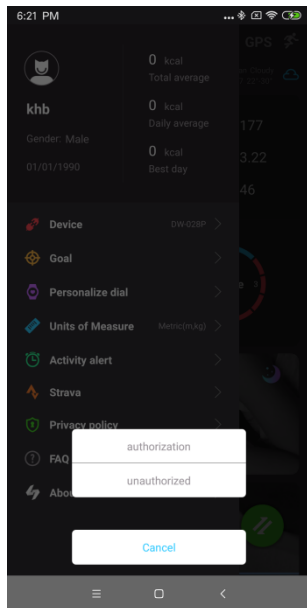 6:21 PM
GPS
0 kcal
Total average
khb
0 kcal
Daily average
177
Gender: Male
3.22
01/01/1990
0 kcal
Best day
46
Device DW-028P
Goal
Personalize dial
Units of Measure Metric(m,kg)
Activity alert
Strava
Privacy policy
FAQ
Abou
authorization
unauthorized
Cancel